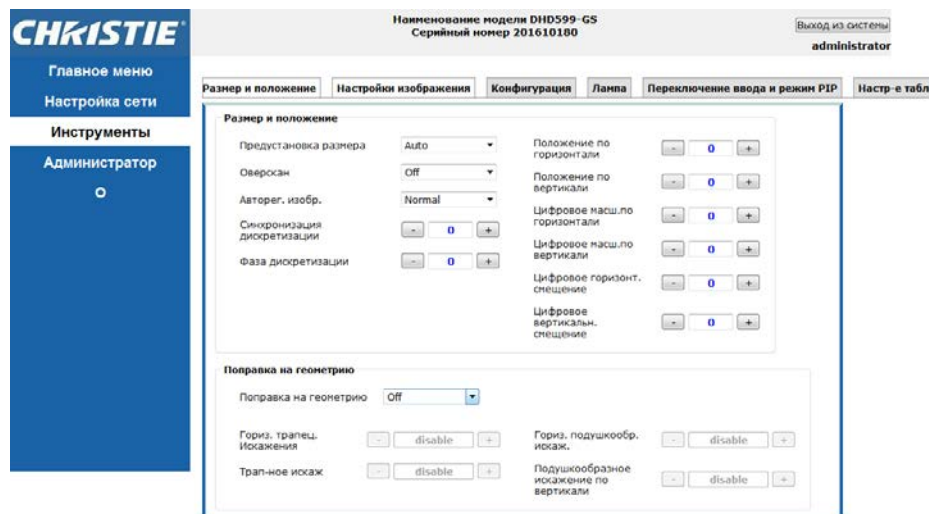 CHRISTIE
Наименование модели DHD599-GS
Серийный номер 201610180
Выход из системы
administrator
Главное меню
Настройка сети
Инструменты
Администратор
О
Размер и положение Настройки изображения Конфигурация Лампа Переключение ввода и режим PIP Настр-е табл
Размер и положение
Предустановка размера Auto
Оверскан Off
Авторег. изобр. Normal
Синхронизация
дискретизации - 0 +
Фаза дискретизации - 0 +
Положение по
горизонтали - 0 +
Положение по
вертикали - 0 +
Цифровое масш.по
горизонтали - 0 +
Цифровое масш.по
вертикали - 0 +
Цифровое горизонт.
смещение - 0 +
Цифровое
вертикальн. - 0 +
смещение
Поправка на геометрию
Поправка на геометрию Off
Гориз. трапец.
Искажения - disable +
Трап-ное искаж - disable +
Гориз. подушкообр.
искаж. - disable +
Подушкообразное
искажение по - disable +
вертикали